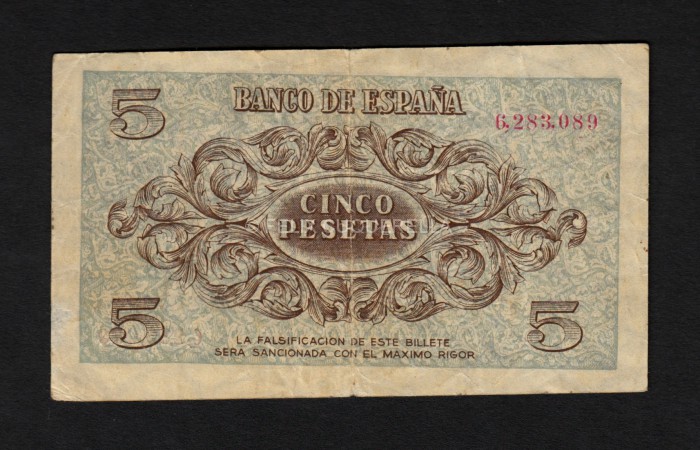 5
BANCO DE ESPAÑA
6.283.089
CINCO
PESETAS
5
5
LA FALSIFICACION DE ESTE BILLETE
SERA SANCIONADA CON EL MAXIMO RIGOR